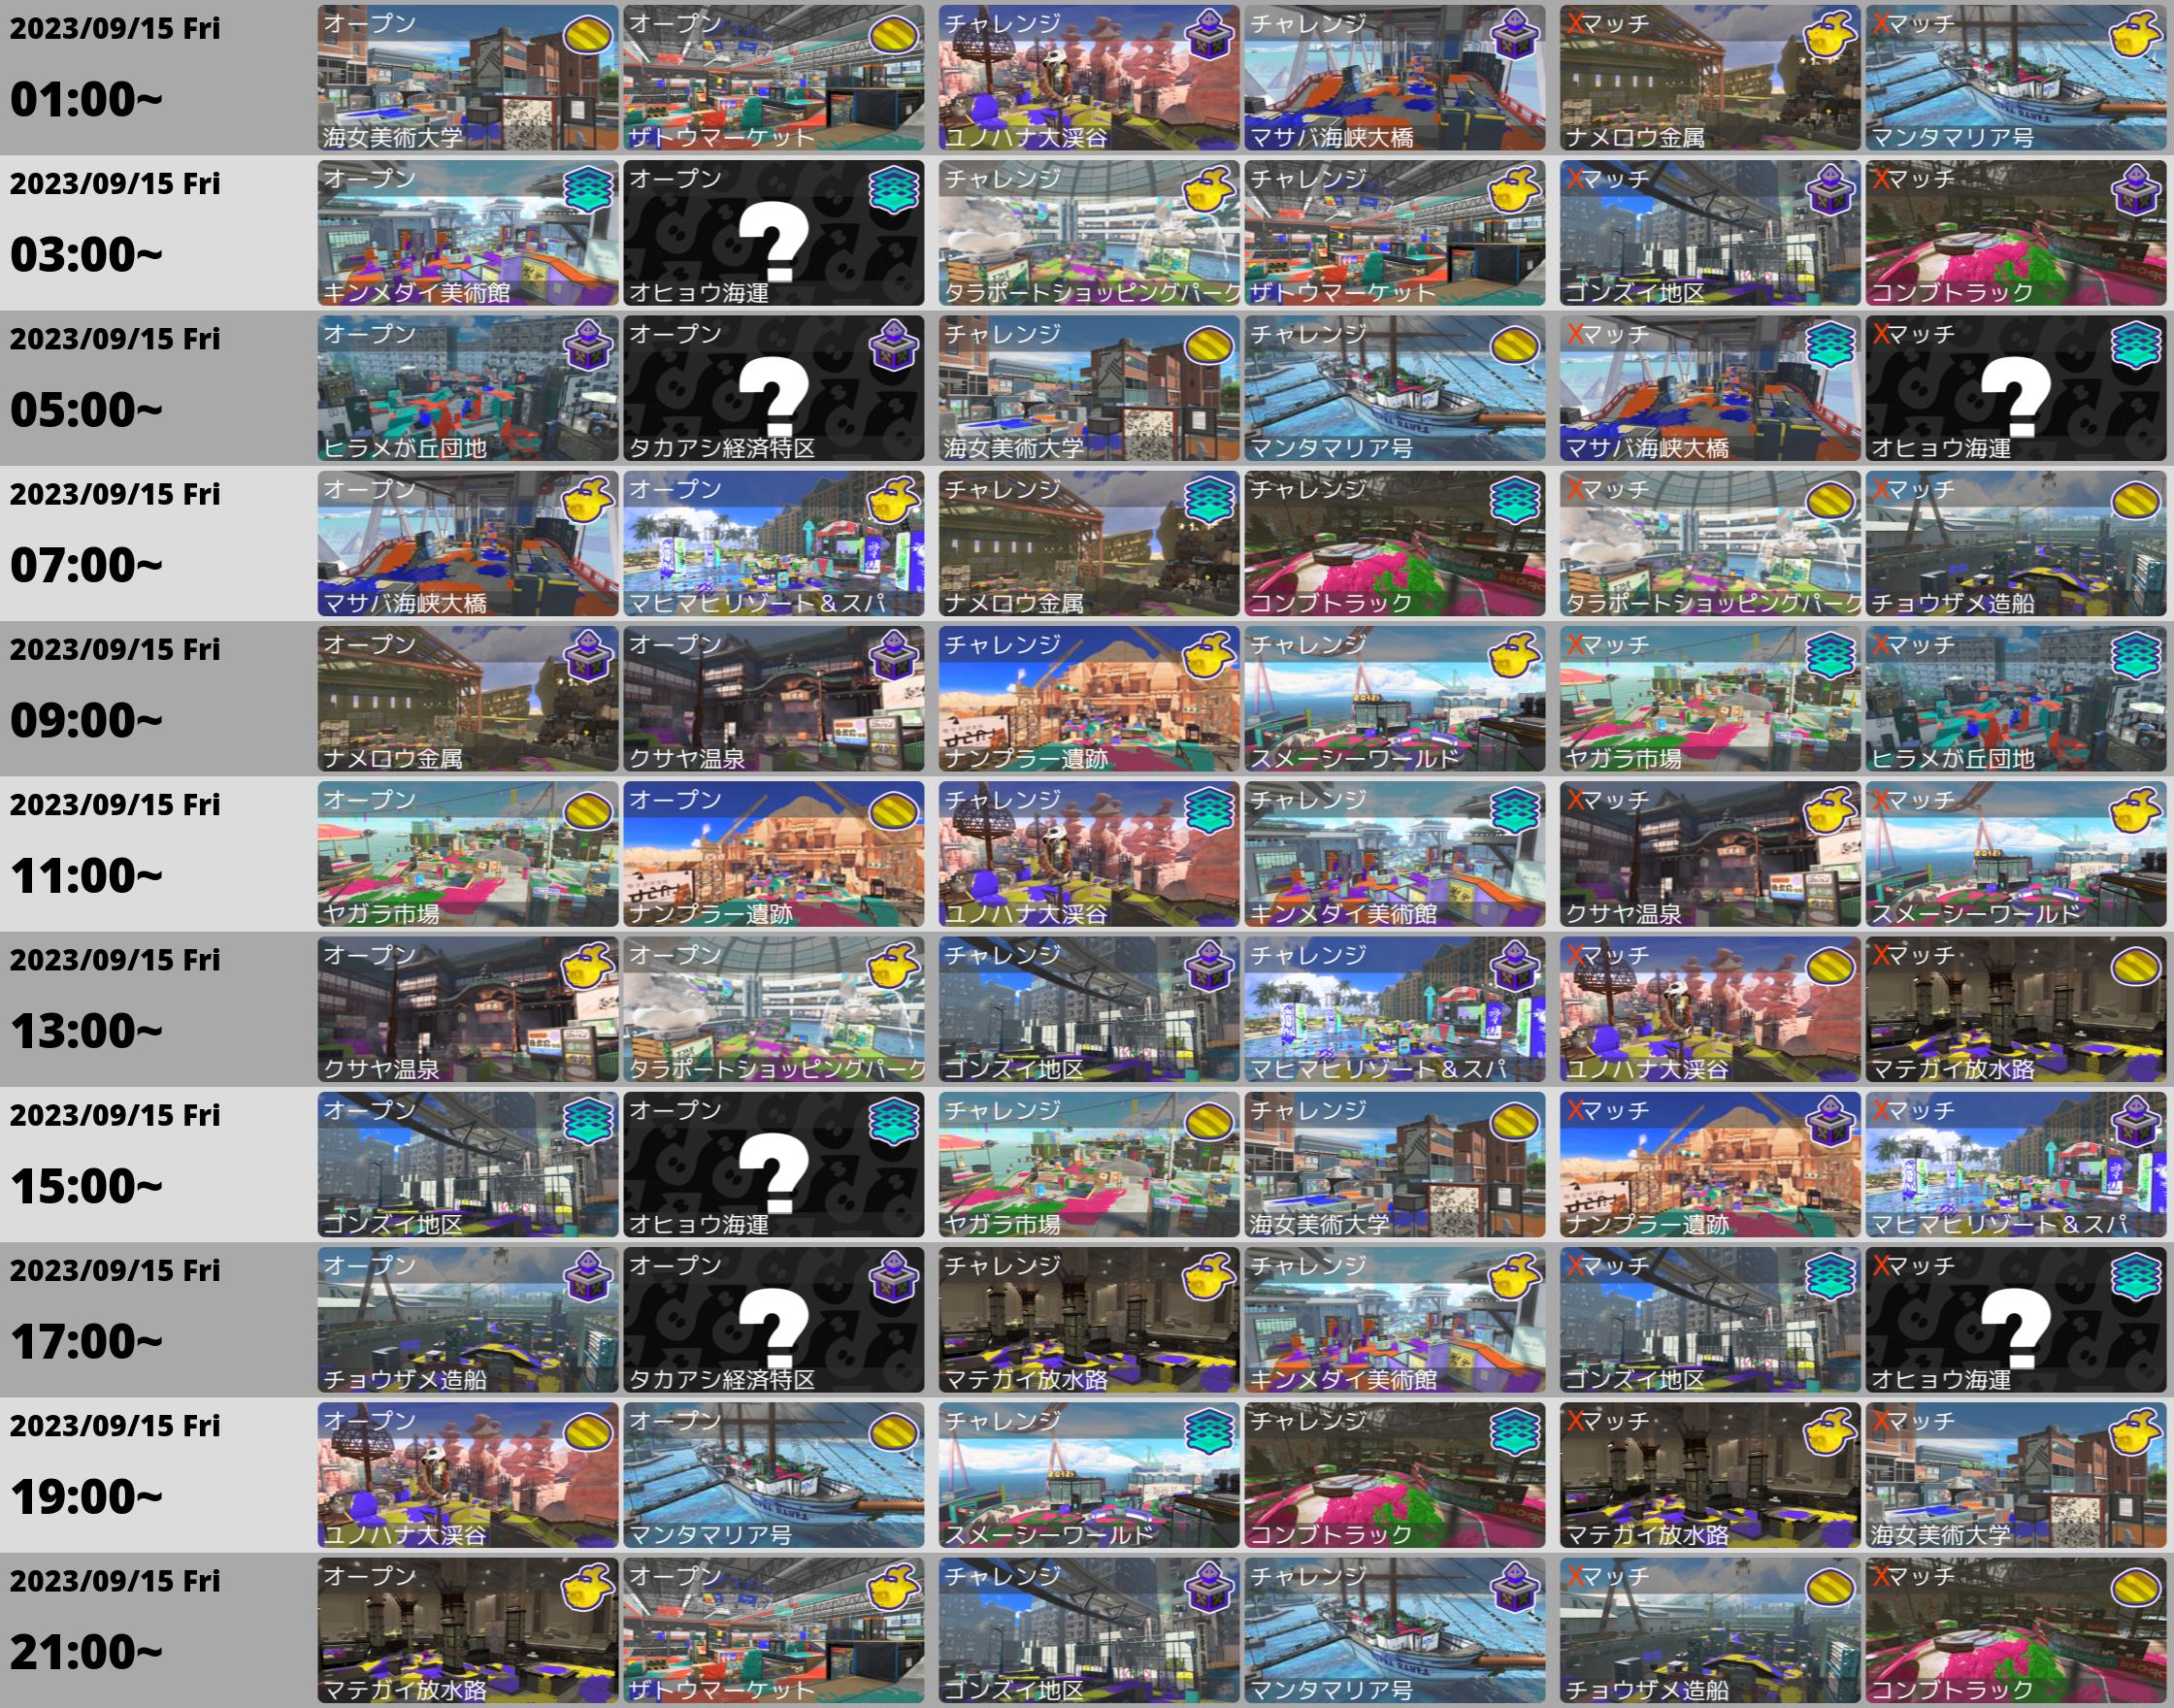 2023/09/15 Fri
01:00~
オープン
海女美術大学
オープン
ザトウマーケット
チャレンジ
ユノハナ大渓谷
チャレンジ
マサバ海峡大橋
Xマッチ
ナメロウ金属
Xマッチ
マンタマリア号
2023/09/15 Fri
03:00~
オープン
キンメダイ美術館
オープン
?
オヒョウ海運
チャレンジ
タラポートショッピングパーク
チャレンジ
ザトウマーケット
Xマッチ
ゴンズイ地区
Xマッチ
コンブトラック
2023/09/15 Fri
05:00~
オープン
ヒラメが丘団地
オープン
?
タカアシ経済特区
チャレンジ
海女美術大学
チャレンジ
マンタマリア号
Xマッチ
マサバ海峡大橋
Xマッチ
?
オヒョウ海運
2023/09/15 Fri
07:00~
オープン
マサバ海峡大橋
オープン
マヒマヒリゾート&スパ
チャレンジ
ナメロウ金属
チャレンジ
コンブトラック
Xマッチ
タラポートショッピングパーク
Xマッチ
チョウザメ造船
2023/09/15 Fri
09:00~
オープン
ナメロウ金属
オープン
クサヤ温泉
チャレンジ
ナンプラー遺跡
チャレンジ
スメーシーワールド
Xマッチ
ヤガラ市場
Xマッチ
ヒラメが丘団地
2023/09/15 Fri
11:00~
オープン
ヤガラ市場
オープン
ナンプラー遺跡
チャレンジ
ユノハナ大渓谷
チャレンジ
キンメダイ美術館
Xマッチ
クサヤ温泉
Xマッチ
スメーシーワールド
2023/09/15 Fri
13:00~
オープン
クサヤ温泉
オープン
タラポートショッピングパーク
チャレンジ
ゴンズイ地区
チャレンジ
マヒマヒリゾート&スパ
Xマッチ
ユノハナ大渓谷
Xマッチ
マテガイ放水路
2023/09/15 Fri
15:00~
オープン
ゴンズイ地区
オープン
?
オヒョウ海運
チャレンジ
ヤガラ市場
チャレンジ
海女美術大学
Xマッチ
ナンプラー遺跡
Xマッチ
マヒマヒリゾート&スパ
2023/09/15 Fri
17:00~
オープン
チョウザメ造船
オープン
?
タカアシ経済特区
チャレンジ
マテガイ放水路
チャレンジ
キンメダイ美術館
Xマッチ
ゴンズイ地区
Xマッチ
?
オヒョウ海運
2023/09/15 Fri
19:00~
オープン
ユノハナ大渓谷
オープン
マンタマリア号
チャレンジ
スメーシーワールド
チャレンジ
コンブトラック
Xマッチ
マテガイ放水路
Xマッチ
海女美術大学
2023/09/15 Fri
21:00~
オープン
マテガイ放水路
オープン
ザトウマーケット
チャレンジ
ゴンズイ地区
チャレンジ
マンタマリア号
Xマッチ
チョウザメ造船
Xマッチ
コンブトラック